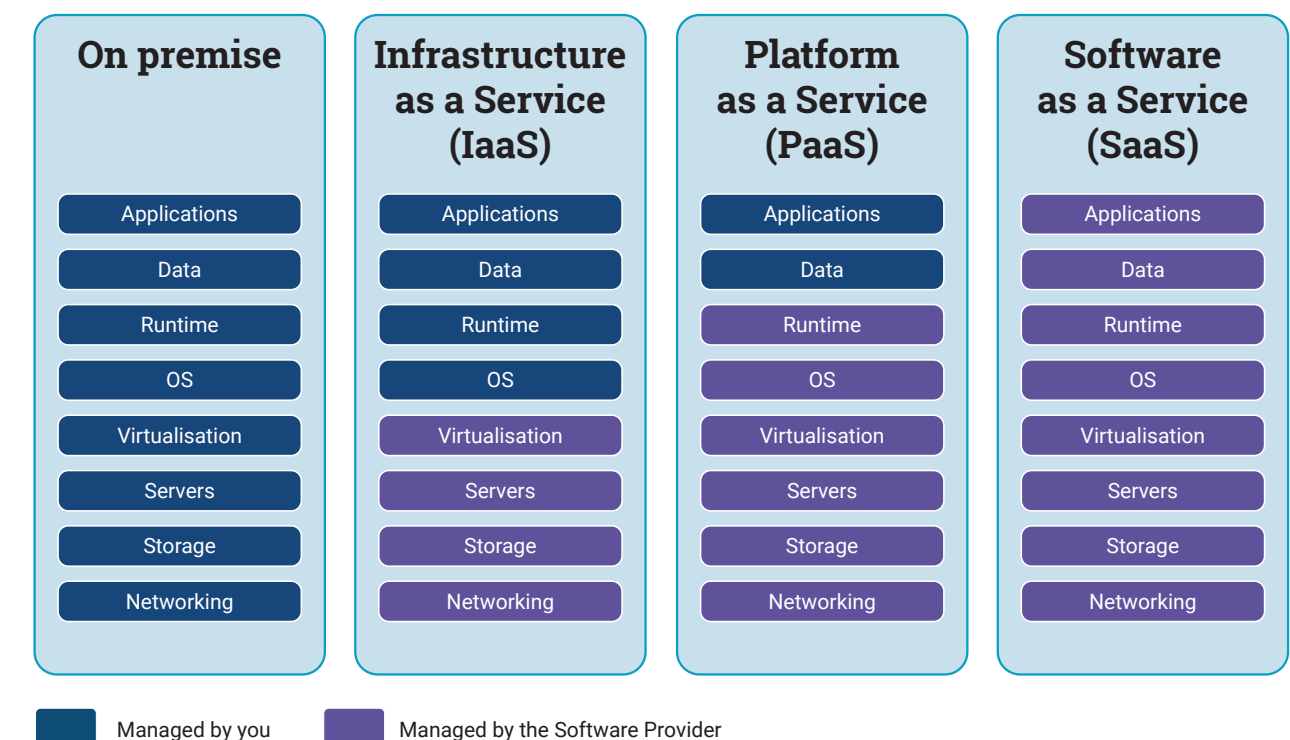 On premise
Applications
Data
Runtime
OS
Virtualisation
Servers
Storage
Networking
Infrastructure
as a Service
(IaaS)
Applications
Data
Runtime
OS
Virtualisation
Servers
Storage
Networking
Platform
as a Service
(PaaS)
Applications
Data
Runtime
OS
Virtualisation
Servers
Storage
Networking
Software
as a Service
(SaaS)
Applications
Data
Runtime
OS
Virtualisation
Servers
Storage
Networking
Managed by you
Managed by the Software Provider